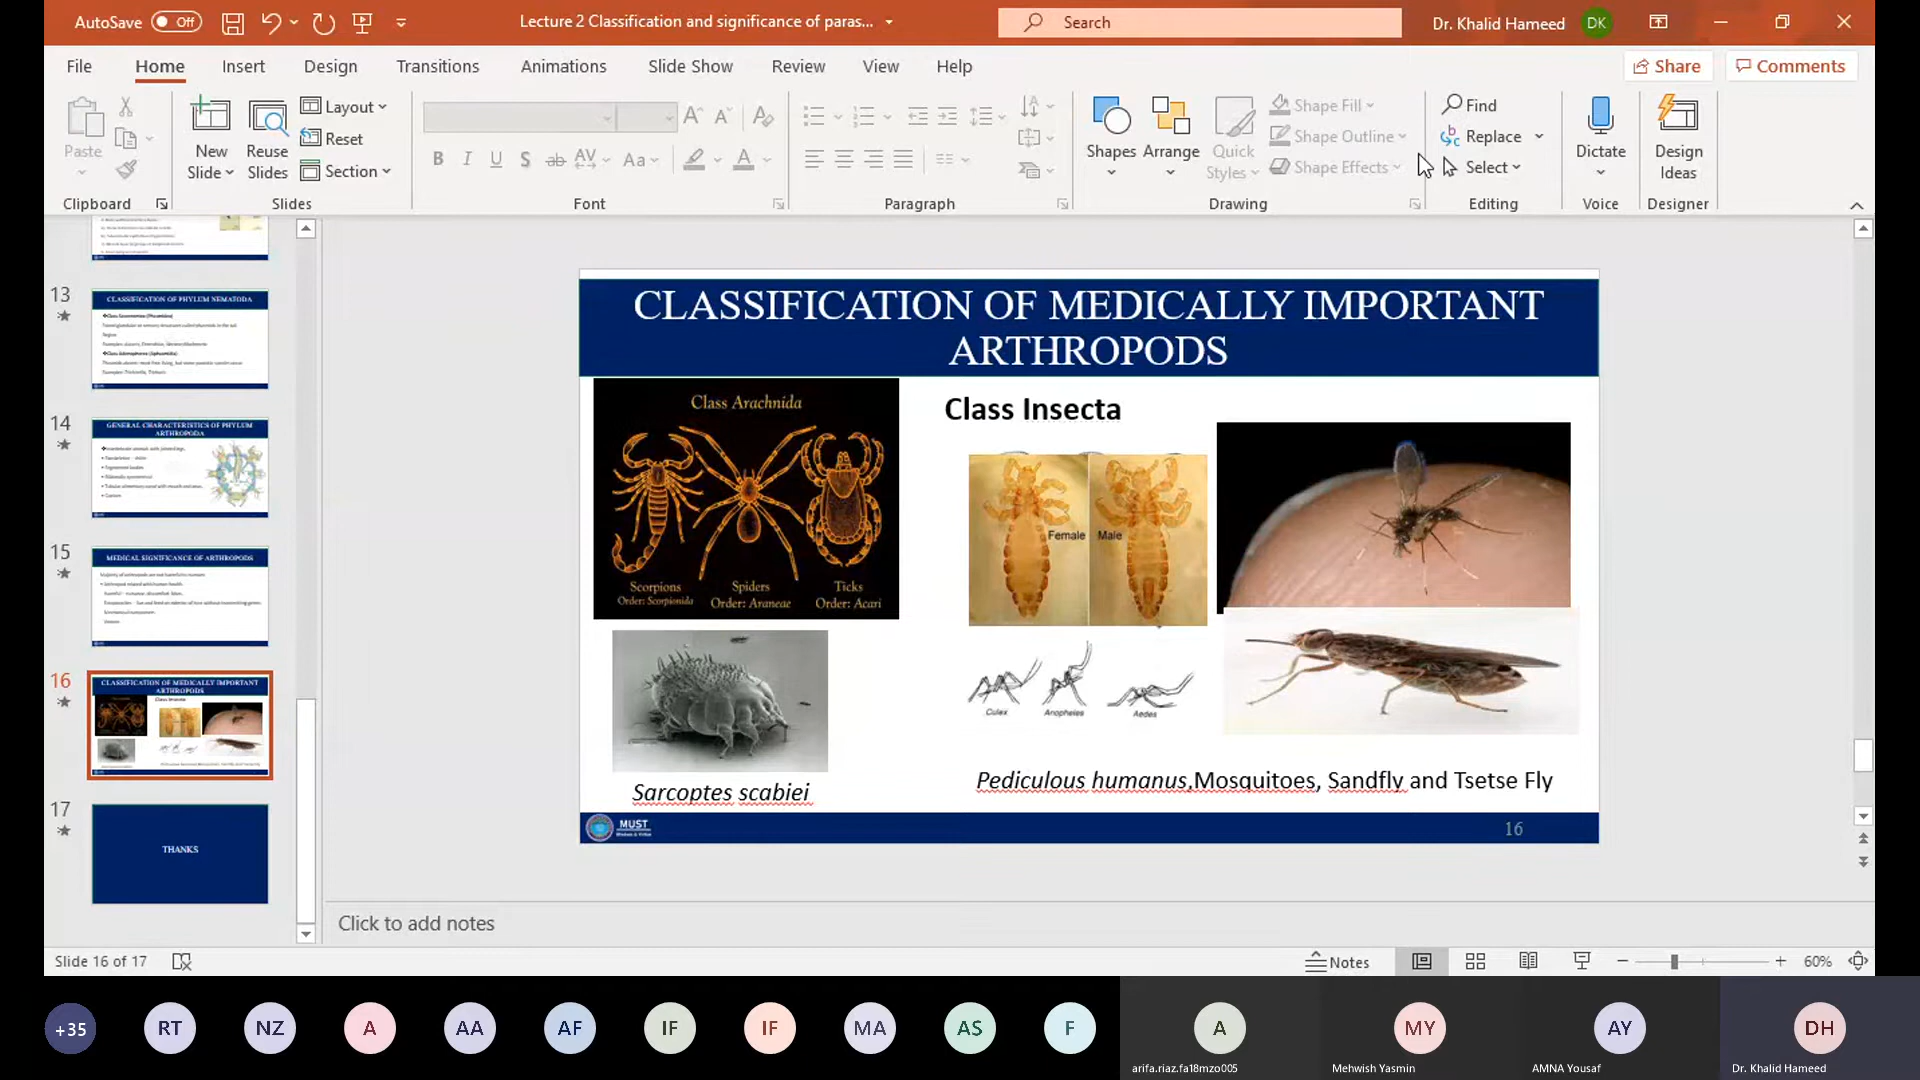 AutoSave Off
Lecture 2 Classification and significance of paras...
Search
Dr. Khalid Hameed DK
File Home Insert Design Transitions Animations Slide Show Review View Help
Share Comments
Paste
New Slide
Reuse Slides
Layout
Reset
Section
Shapes
Arrange
Quick Styles
Shape Fill
Shape Outline
Shape Effects
Find
Replace
Select
Dictate
Design Ideas
Clipboard Slides Font Paragraph Drawing Editing Voice Designer
13
CLASSIFICATION OF PHYLUM NEMATODA
14
GENERAL CHARACTERISTICS OF PHYLUM
ARTHROPODA
15
MEDICAL SIGNIFICANCE OF ARTHROPODS
16
CLASSIFICATION OF MEDICALLY IMPORTANT
ARTHROPODS
17
THANKS
CLASSIFICATION OF MEDICALLY IMPORTANT
ARTHROPODS
Class Arachnida
Scorpions Spiders Ticks
Order: Scorpionida Order: Araneae Order: Acari
Class Insecta
Female Male
Culex Anopheles Aedes
Sarcoptes scabiei
Pediculous humanus,Mosquitoes, Sandfly and Tsetse Fly
MUST
16
Click to add notes
Slide 16 of 17
Notes
60%
+35 RT NZ A AA AF IF IF MA AS F A MY AY DH
arifa.riaz.fa18mzo005 Mehwish Yasmin AMNA Yousaf Dr. Khalid Hameed